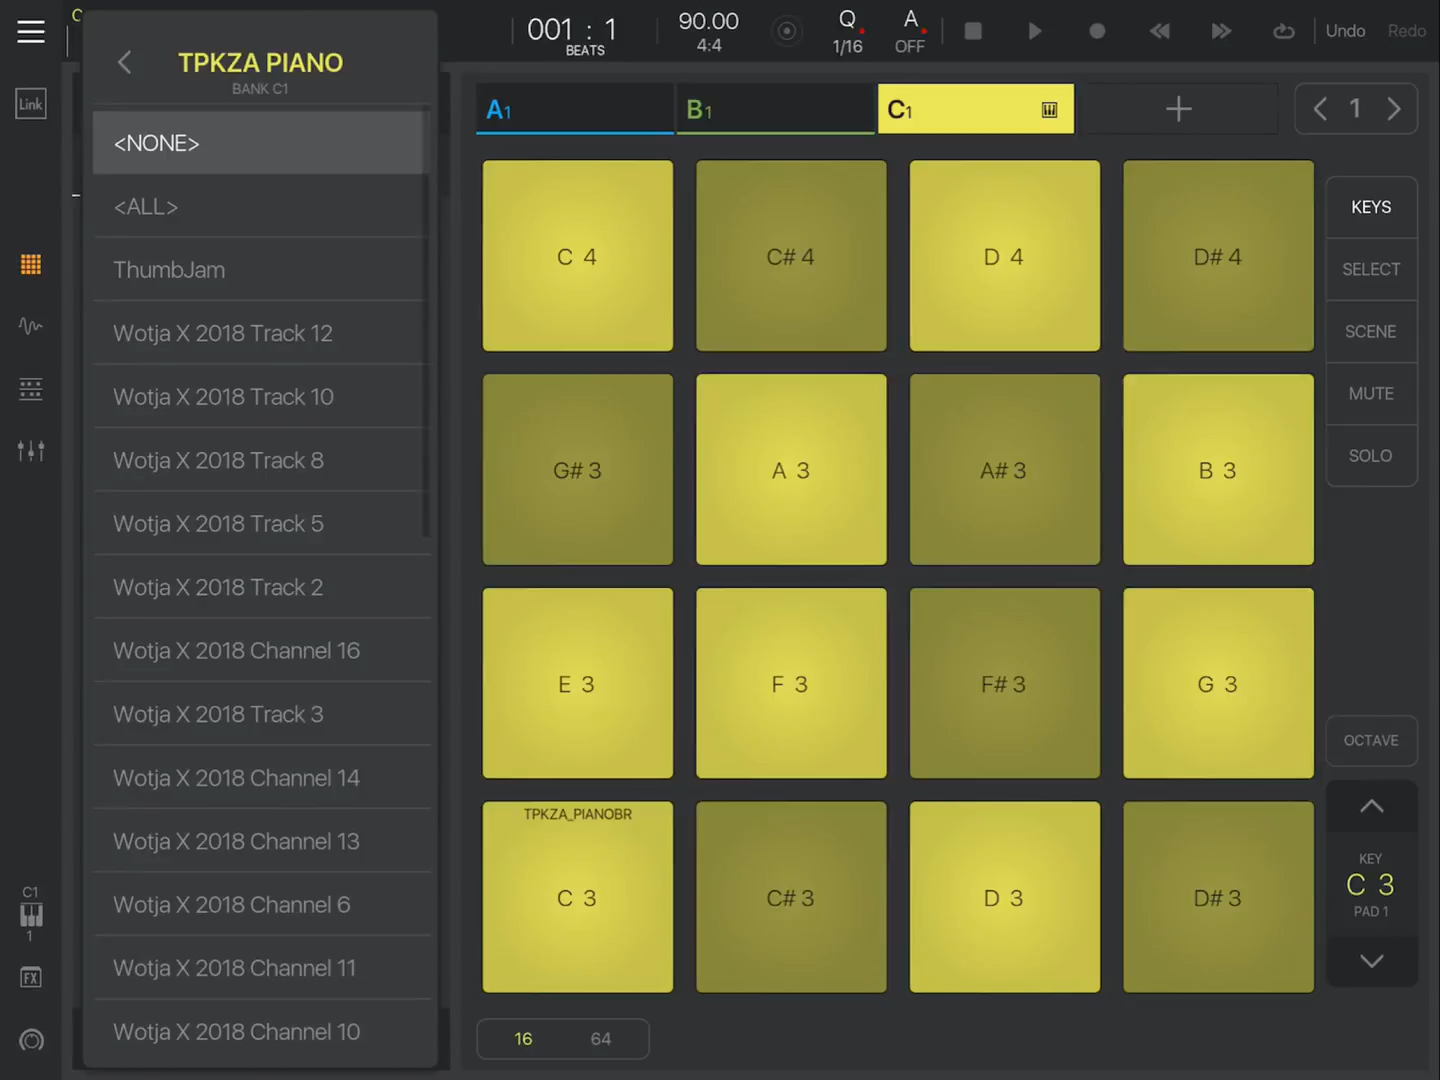 C
001 : 1
BEATS
90.00
4:4
Q
1/16
A
OFF
Undo
Redo
Link
TPKZA PIANO
BANK C1
<NONE>
<ALL>
ThumbJam
Wotja X 2018 Track 12
Wotja X 2018 Track 10
Wotja X 2018 Track 8
Wotja X 2018 Track 5
Wotja X 2018 Track 2
Wotja X 2018 Channel 16
Wotja X 2018 Track 3
Wotja X 2018 Channel 14
Wotja X 2018 Channel 13
Wotja X 2018 Channel 6
Wotja X 2018 Channel 11
Wotja X 2018 Channel 10
C1
1
FX
A1
B1
C1
+
< 1 >
C 4
C# 4
D 4
D# 4
G# 3
A 3
A# 3
B 3
E 3
F 3
F# 3
G 3
TPKZA_PIANOBR
C 3
C# 3
D 3
D# 3
KEYS
SELECT
SCENE
MUTE
SOLO
OCTAVE
KEY
C 3
PAD 1
16
64